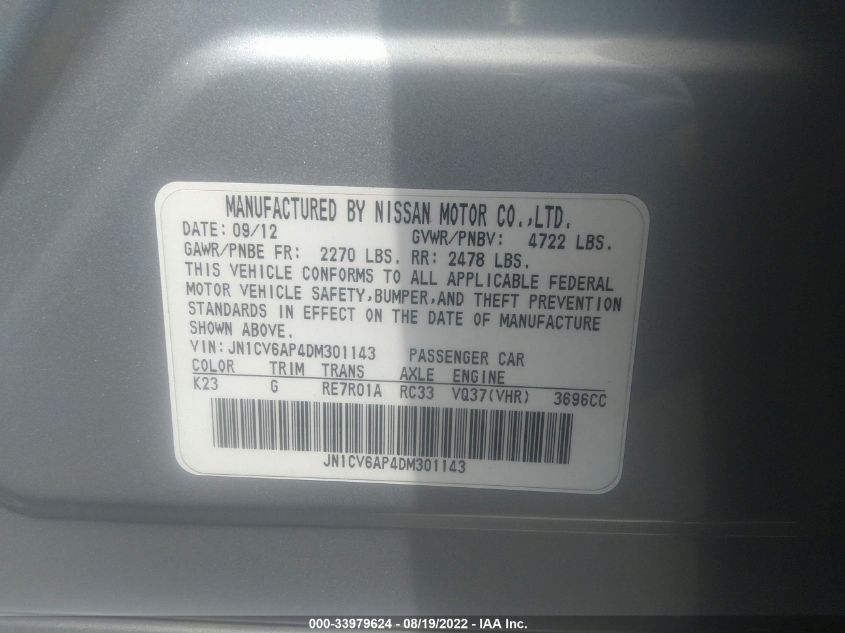 MANUFACTURED BY NISSAN MOTOR CO.,LTD.
DATE: 09/12 GVWR/PNBV: 4722 LBS.
GAWR/PNBE FR: 2270 LBS. RR: 2478 LBS.
THIS VEHICLE CONFORMS TO ALL APPLICABLE FEDERAL
MOTOR VEHICLE SAFETY,BUMPER,AND THEFT PREVENTION
STANDARDS IN EFFECT ON THE DATE OF MANUFACTURE
SHOWN ABOVE.
VIN: JN1CV6AP4DM301143 PASSENGER CAR
COLOR TRIM TRANS AXLE ENGINE
K23 G RE7R01A RC33 VQ37(VHR) 3696CC
JN1CV6AP4DM301143
000-33979624 - 08/19/2022 - IAA Inc.